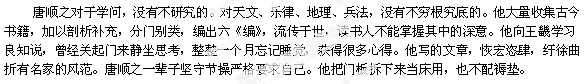 唐顺之对于学问，没有不研究的。对天文、乐律、地理、兵法，没有不穷根究底的。他大量收集古今
书籍，加以剖析补充，分门别类，编出六《编》，流传于世，读书人不能掌握其中的深意。他向王畿学习
良知说，曾经关起门来静坐思考，整整一个月忘记睡觉，获得很多心得。他写的文章，恢宏恣肆，纡徐曲
折有名家的风范。唐顺之一辈子坚守节操严格要求自己。他把门板拆下来当床用，也不配褥垫。